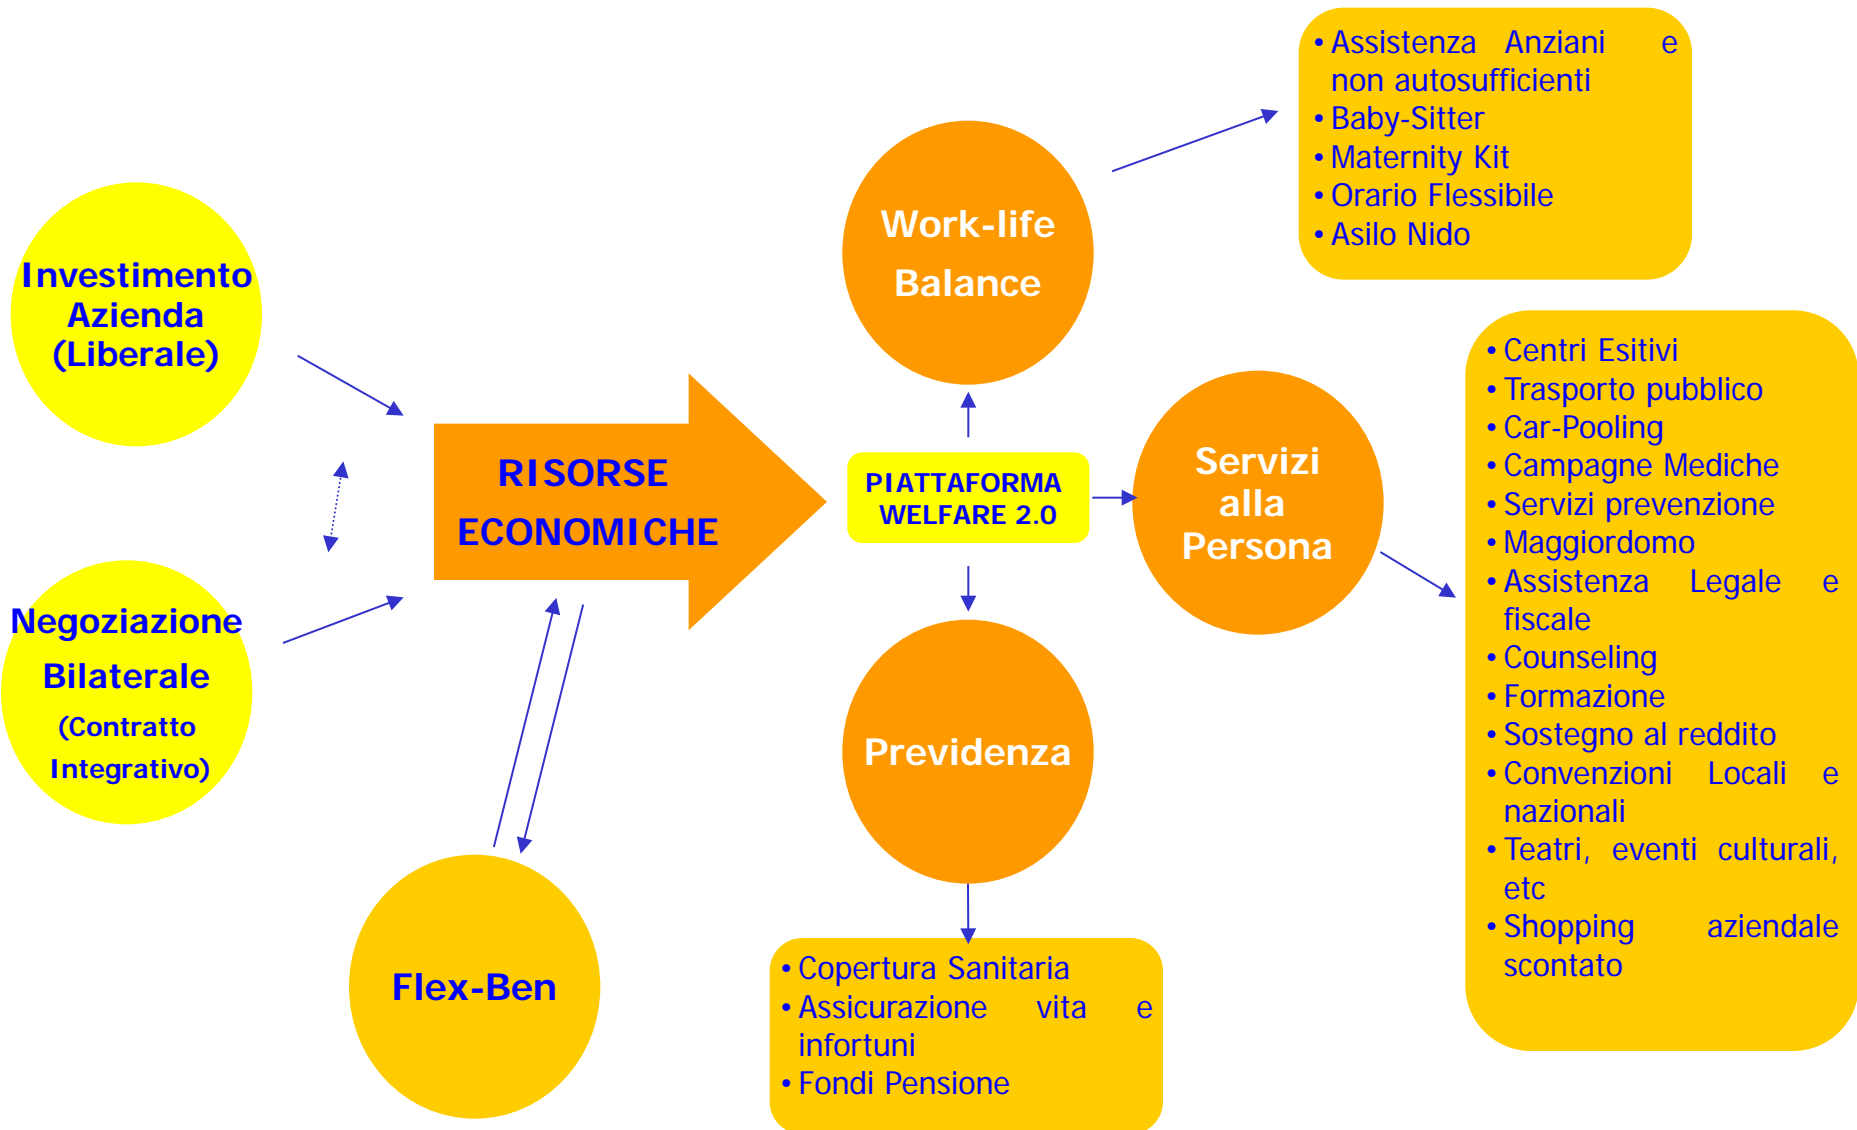 Investimento
Azienda
(Liberale)
Negoziazione
Bilaterale
(Contratto
Integrativo)
RISORSE
ECONOMICHE
Flex-Ben
PIATTAFORMA
WELFARE 2.0
Work-life
Balance
Servizi
alla
Persona
Previdenza
• Assistenza Anziani e
non autosufficienti
• Baby-Sitter
• Maternity Kit
• Orario Flessibile
• Asilo Nido
• Centri Esitivi
• Trasporto pubblico
• Car-Pooling
• Campagne Mediche
• Servizi prevenzione
• Maggiordomo
• Assistenza Legale e
fiscale
• Counseling
• Formazione
• Sostegno al reddito
• Convenzioni Locali e
nazionali
• Teatri, eventi culturali,
etc
• Shopping aziendale
scontato
• Copertura Sanitaria
• Assicurazione vita e
infortuni
• Fondi Pensione